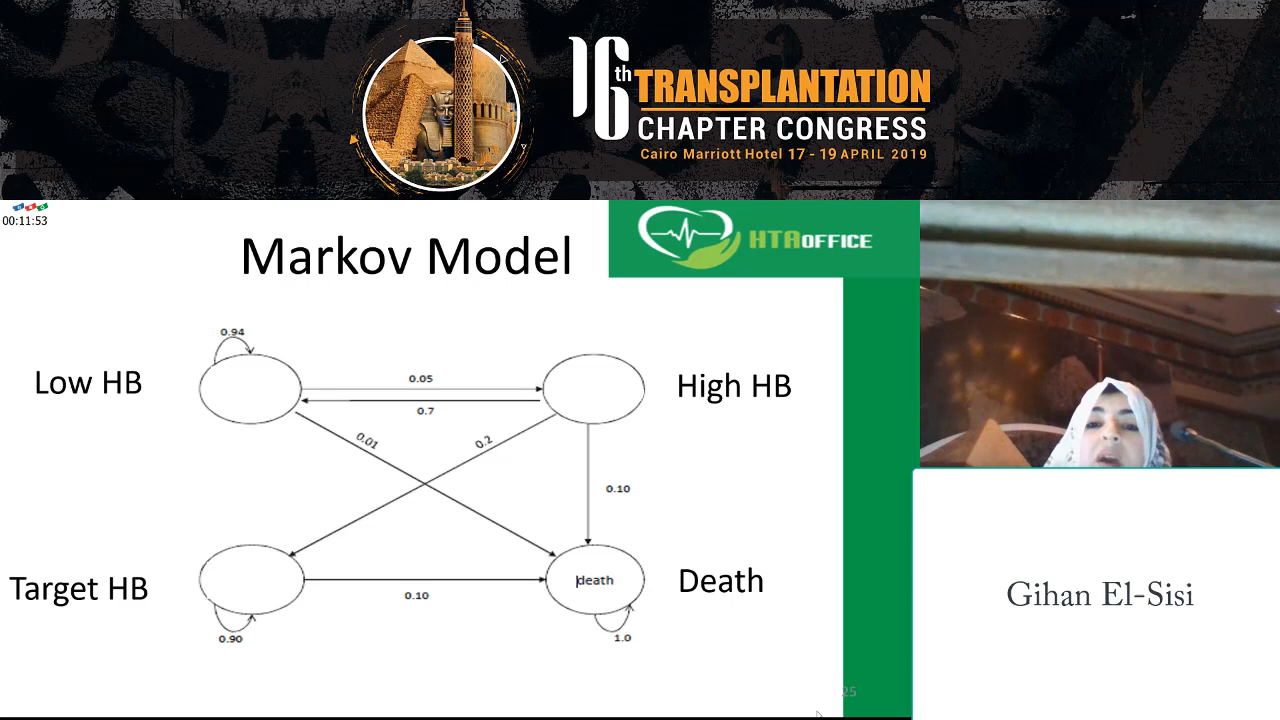 16th TRANSPLANTATION
CHAPTER CONGRESS
Cairo Marriott Hotel 17 - 19 APRIL 2019
00:11:53
Markov Model
HTAOFFICE
0.94
Low HB
0.05
High HB
0.7
0.01
0.2
0.10
Target HB
death
Death
0.10
0.90
1.0
Gihan El-Sisi
25